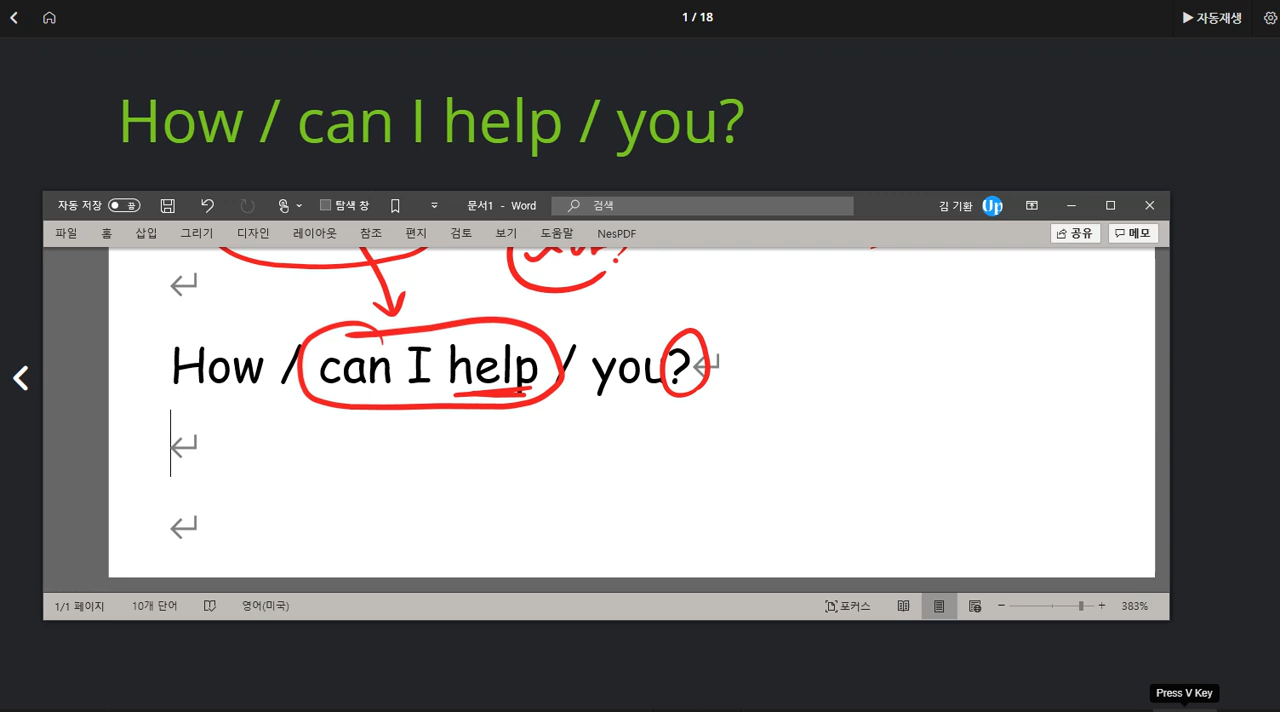 1 / 18
▶ 자동재생
How / can I help / you?
자동 저장
탐색 창
문서1 - Word
검색
김 기환
Up
파일 홈 삽입 그리기 디자인 레이아웃 참조 편지 검토 보기 도움말 NesPDF
공유
메모
How / can I help / you?
1/1 페이지
10개 단어
영어(미국)
포커스
383%
Press V Key